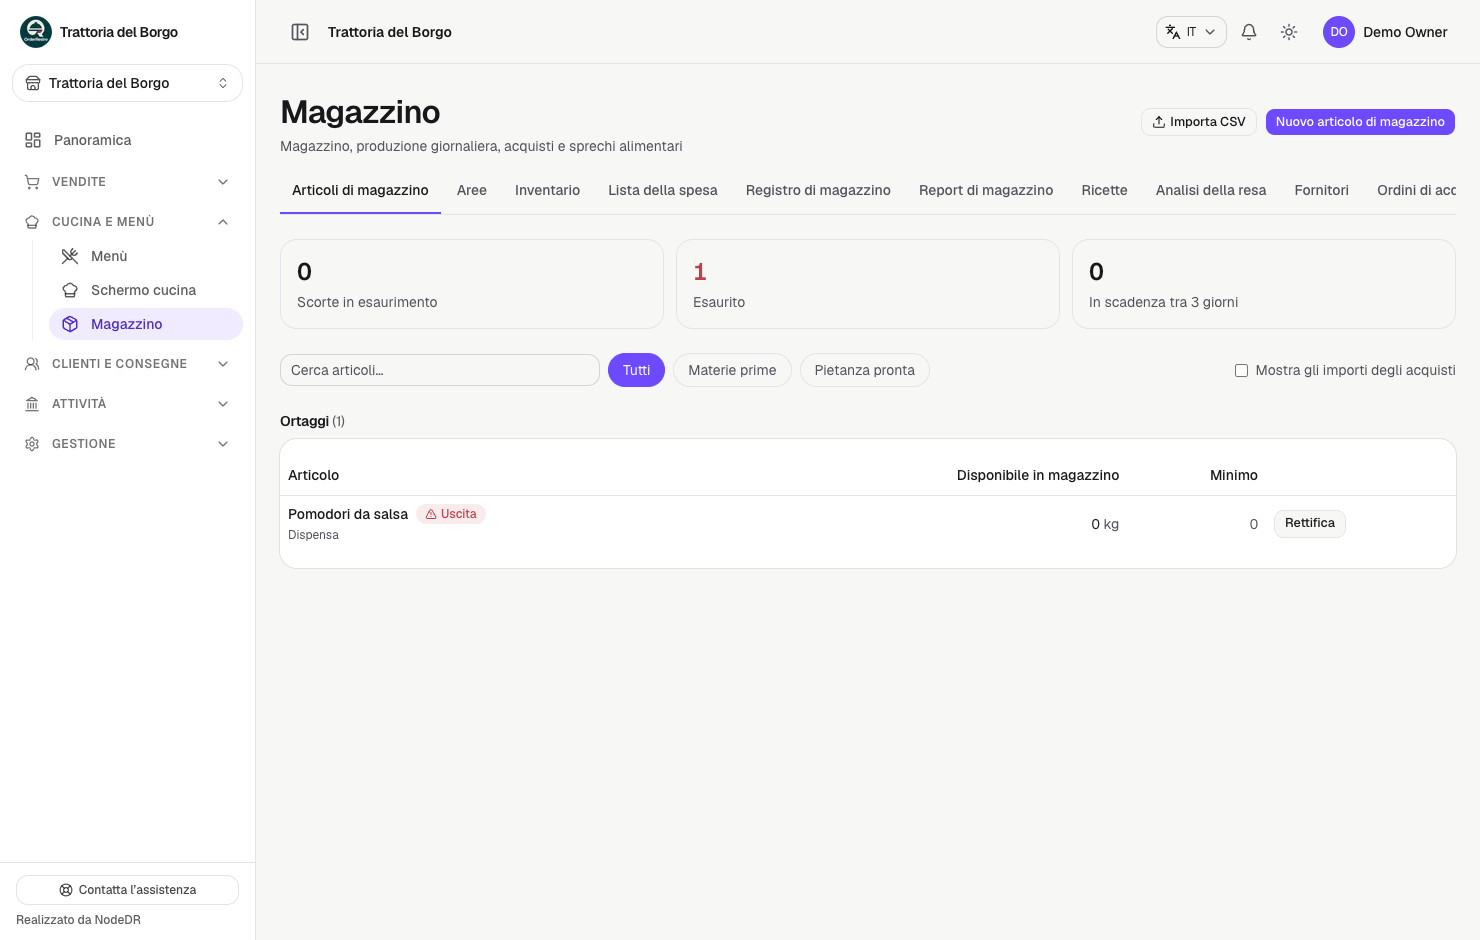 Trattoria del Borgo
Trattoria del Borgo
Panoramica
VENDITE
CUCINA E MENÙ
Menù
Schermo cucina
Magazzino
CLIENTI E CONSEGNE
ATTIVITÀ
GESTIONE
Contatta l'assistenza
Realizzato da NodeDR
Trattoria del Borgo
IT
DO
Demo Owner
Magazzino
Magazzino, produzione giornaliera, acquisti e sprechi alimentari
Importa CSV
Nuovo articolo di magazzino
Articoli di magazzino Aree Inventario Lista della spesa Registro di magazzino Report di magazzino Ricette Analisi della resa Fornitori Ordini di acq
0
Scorte in esaurimento
1
Esaurito
0
In scadenza tra 3 giorni
Cerca articoli...
Tutti
Materie prime
Pietanza pronta
Mostra gli importi degli acquisti
Ortaggi (1)
Articolo Disponibile in magazzino Minimo
Pomodori da salsa Uscita
Dispensa
0 kg
0
Rettifica